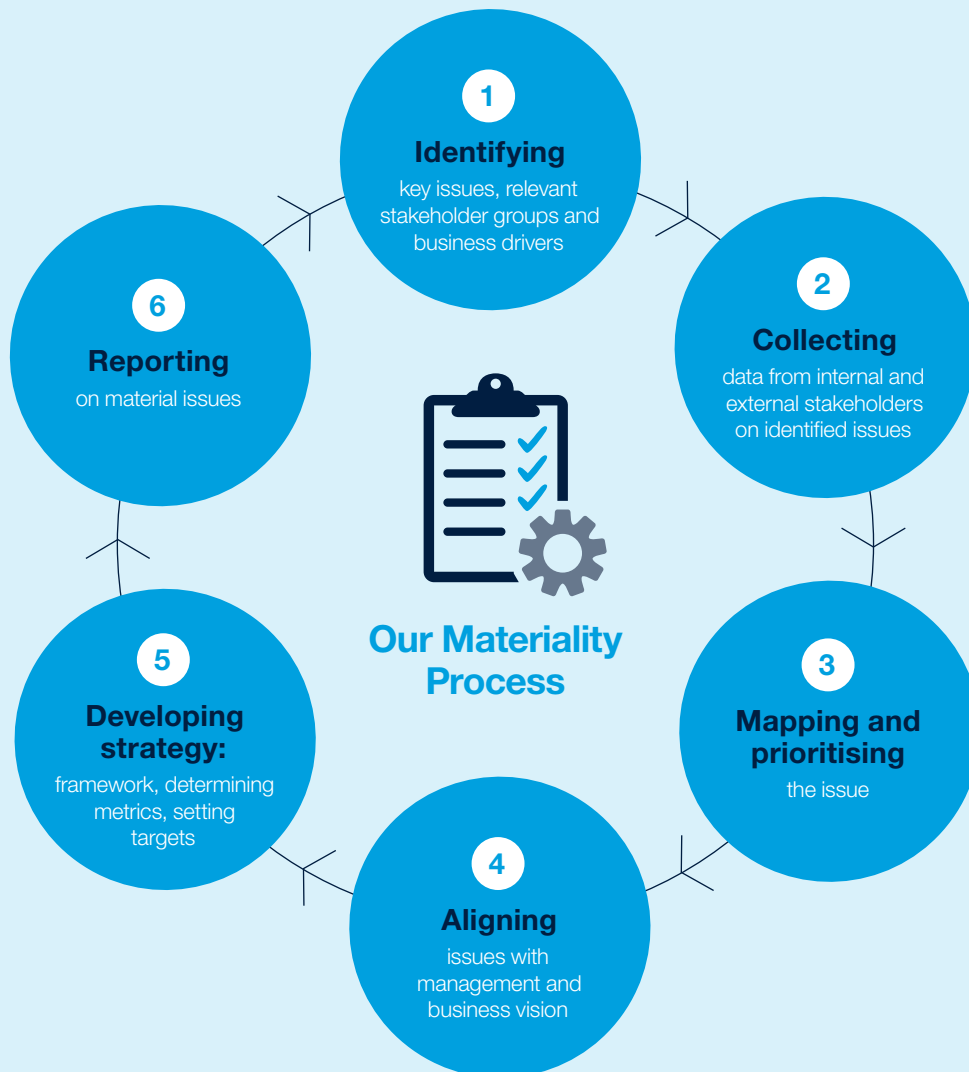 1
Identifying
key issues, relevant
stakeholder groups and
business drivers
2
Collecting
data from internal and
external stakeholders
on identified issues
3
Mapping and
prioritising
the issue
4
Aligning
issues with
management and
business vision
5
Developing
strategy:
framework, determining
metrics, setting
targets
6
Reporting
on material issues
Our Materiality
Process